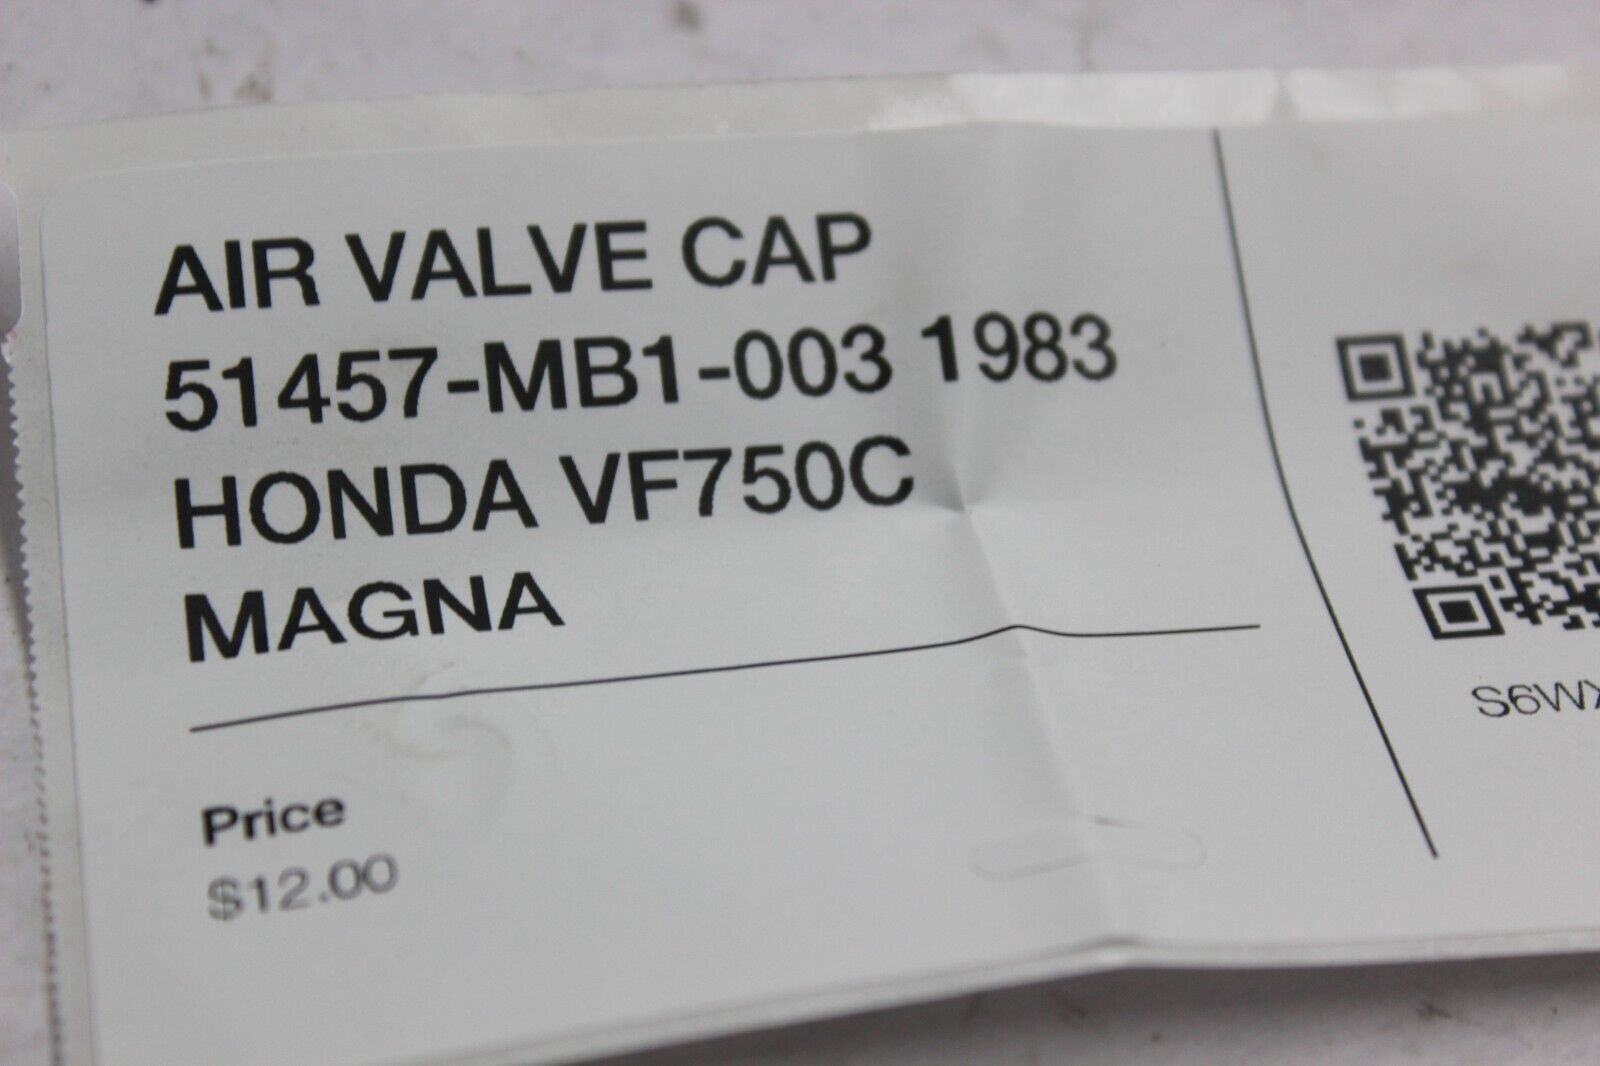 AIR VALVE CAP
51457-MB1-003 1983
HONDA VF750C
MAGNA
Price
$12.00